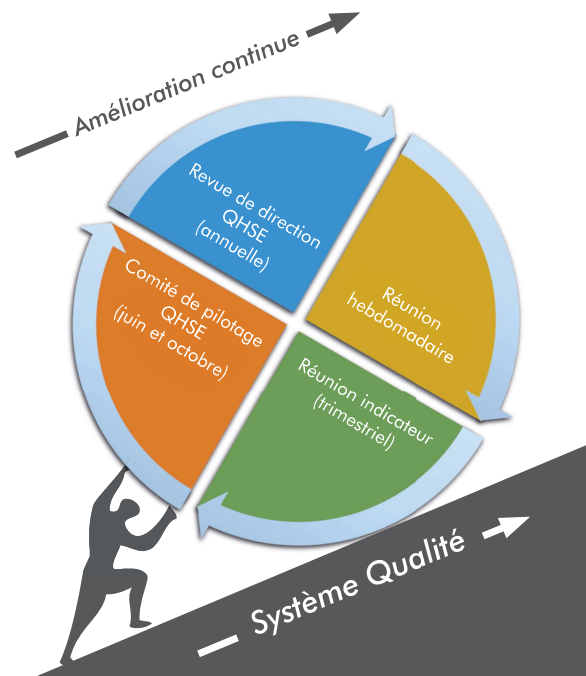 Amélioration continue
Revue de direction
QHSE
(annuelle)
Réunion
hebdomadaire
Comité de pilotage
QHSE
(juin et octobre)
Réunion indicateur
(trimestriel)
Système Qualité